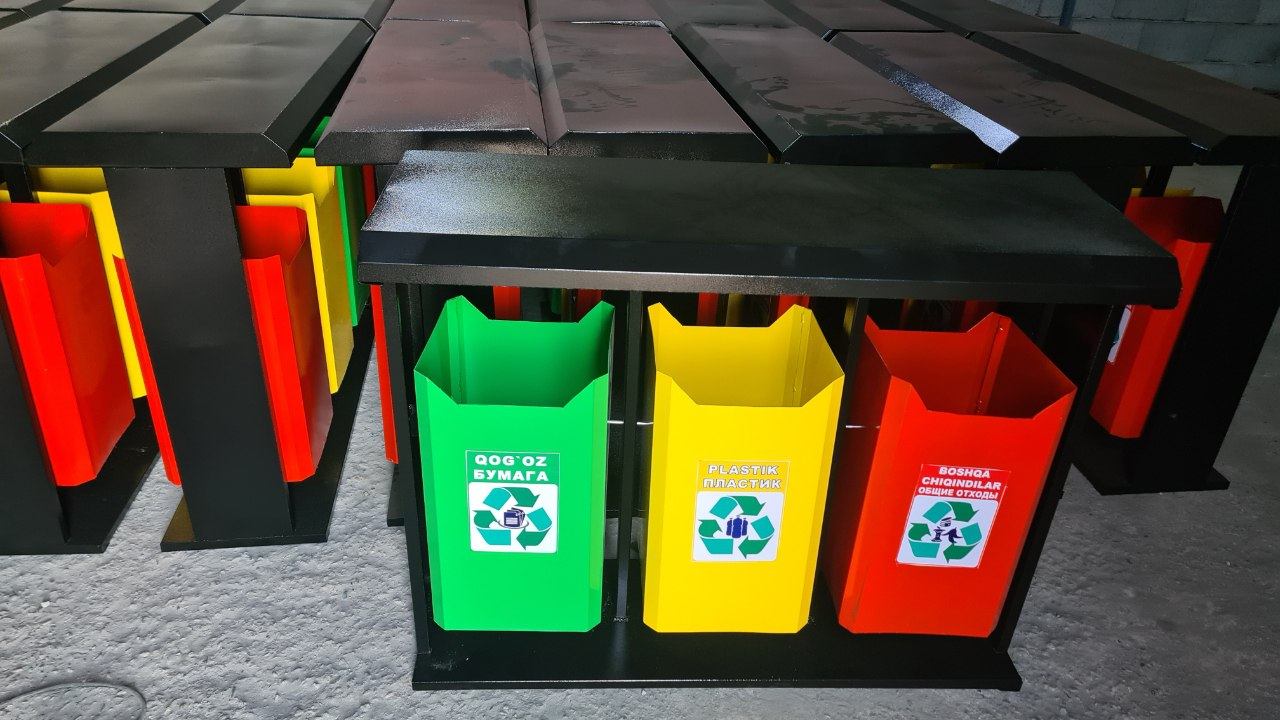 QOG`OZ
БУМАГА
PLASTIK
ПЛАСТИК
BOSHQA
CHIQINDILAR
ОБЩИЕ ОТХОДЫ